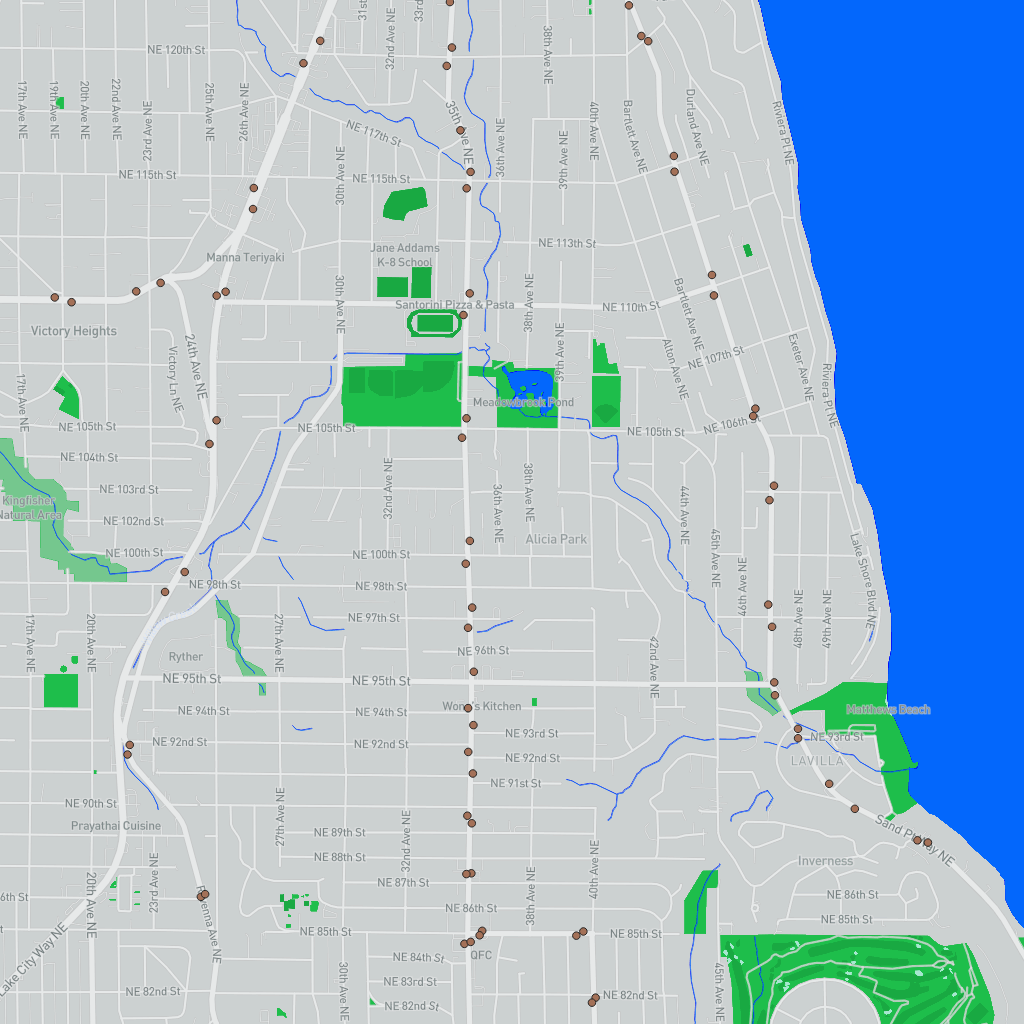 31st
32nd Ave NE
33rd
38th Ave NE
NE 120th St
17th Ave NE
19th Ave NE
20th Ave NE
22nd Ave NE
23rd Ave NE
25th Ave NE
26th Ave NE
NE 117th St
35th Ave NE
36th Ave NE
39th Ave NE
40th Ave NE
Bartlett Ave NE
Durland Ave NE
Riviera Pl NE
NE 115th St
30th Ave NE
NE 115th St
Manna Teriyaki
Jane Addams
K-8 School
NE 113th St
30th Ave NE
Santorini Pizza & Pasta
38th Ave NE
NE 110th St
Bartlett Ave NE
Victory Heights
24th Ave NE
Victory Ln NE
39th Ave NE
Alton Ave NE
NE 107th St
Exeter Ave NE
Riviera Pl NE
17th Ave NE
Meadowbrook Pond
NE 105th St
NE 105th St
NE 105th St
NE 106th St
NE 104th St
32nd Ave NE
36th Ave NE
38th Ave NE
NE 103rd St
44th Ave NE
Kingfisher
Natural Area
NE 102nd St
Alicia Park
45th Ave NE
Lake Shore Blvd NE
NE 100th St
NE 100th St
NE 98th St
NE 98th St
46th Ave NE
17th Ave NE
20th Ave NE
27th Ave NE
NE 97th St
48th Ave NE
49th Ave NE
Ryther
NE 96th St
42nd Ave NE
NE 95th St
NE 95th St
NE 94th St
NE 94th St
Matthews Beach
NE 92nd St
NE 92nd St
NE 93rd St
NE 93rd St
NE 92nd St
LAVILLA
NE 91st St
NE 90th St
27th Ave NE
Prayathai Cuisine
NE 89th St
32nd Ave NE
NE 88th St
Inverness
23rd Ave NE
NE 87th St
38th Ave NE
40th Ave NE
NE 86th St
20th Ave NE
NE 86th St
NE 85th St
NE 85th St
NE 85th St
Lake City Way NE
NE 84th St
QFC
30th Ave NE
NE 83rd St
45th Ave NE
NE 82nd St
NE 82nd St
NE 82nd St